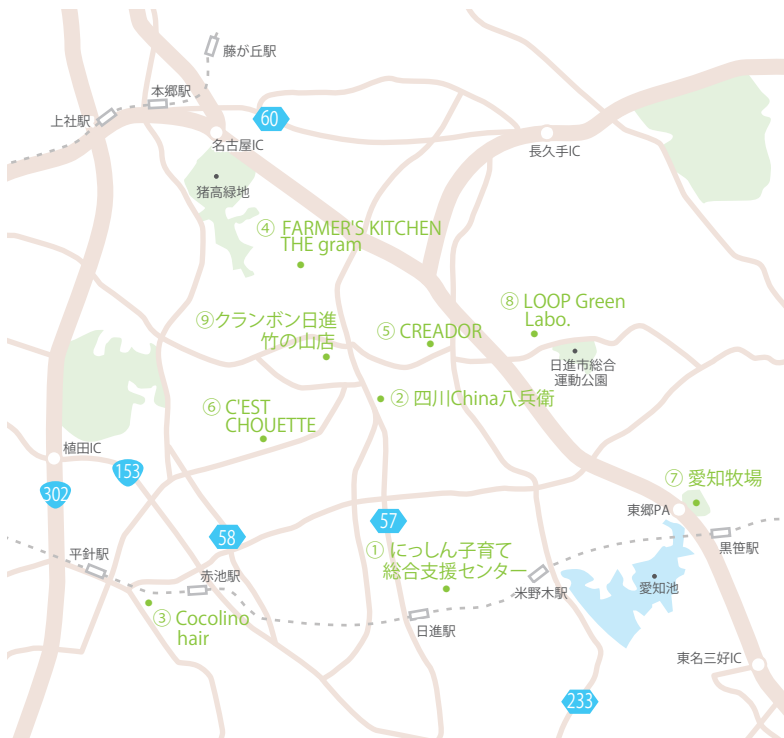 藤が丘駅
本郷駅
上社駅
60
名古屋IC
長久手IC
猪高緑地
④ FARMER'S KITCHEN
THE gram
⑧ LOOP Green
Labo.
⑨クランボン日進
竹の山店
⑤ CREADOR
日進市総合
運動公園
② 四川China八兵衛
⑥ C'EST
CHOUETTE
植田IC
153
302
⑦ 愛知牧場
東郷PA
57
58
黒笹駅
① にっしん子育て
総合支援センター
平針駅
赤池駅
米野木駅
愛知池
③ Cocolino
hair
日進駅
東名三好IC
233